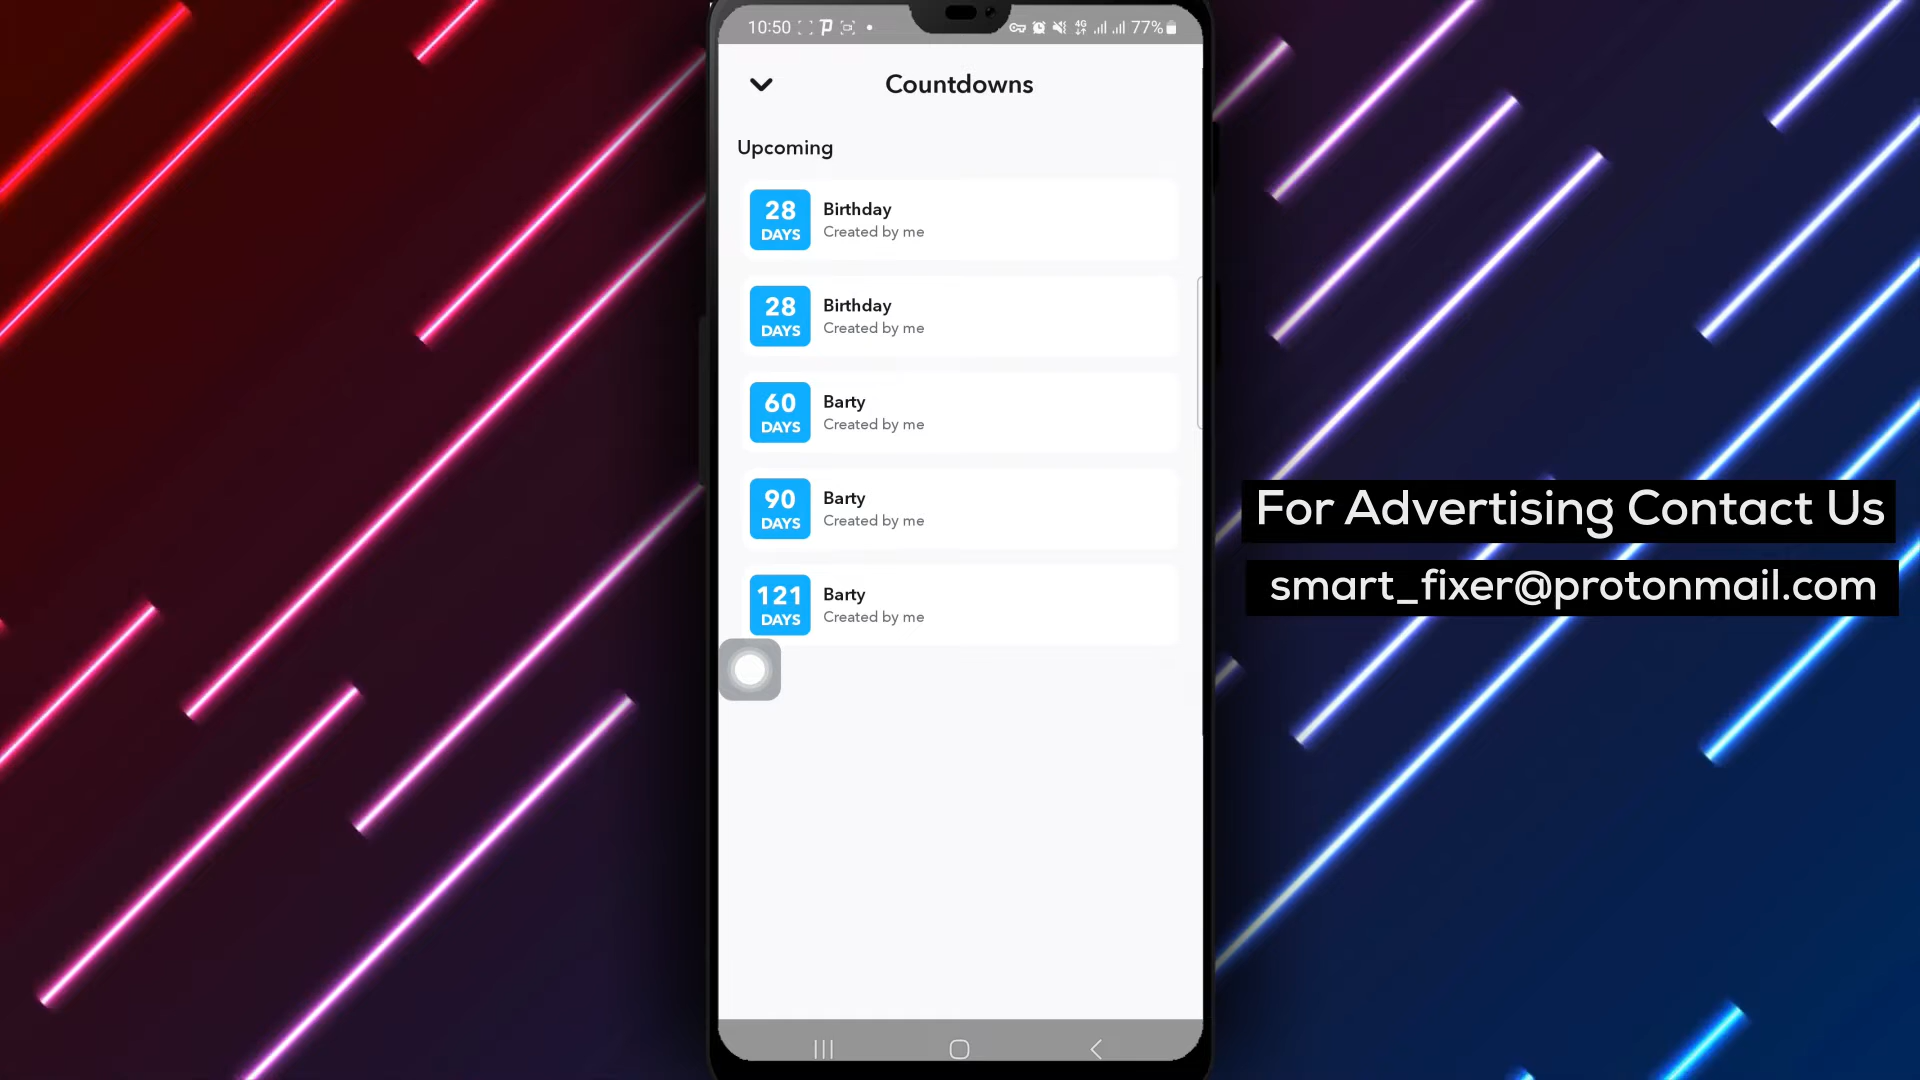 10:50
4G 77%
Countdowns
Upcoming
28 DAYS
Birthday
Created by me
28 DAYS
Birthday
Created by me
60 DAYS
Barty
Created by me
90 DAYS
Barty
Created by me
121 DAYS
Barty
Created by me
For Advertising Contact Us
smart_fixer@protonmail.com